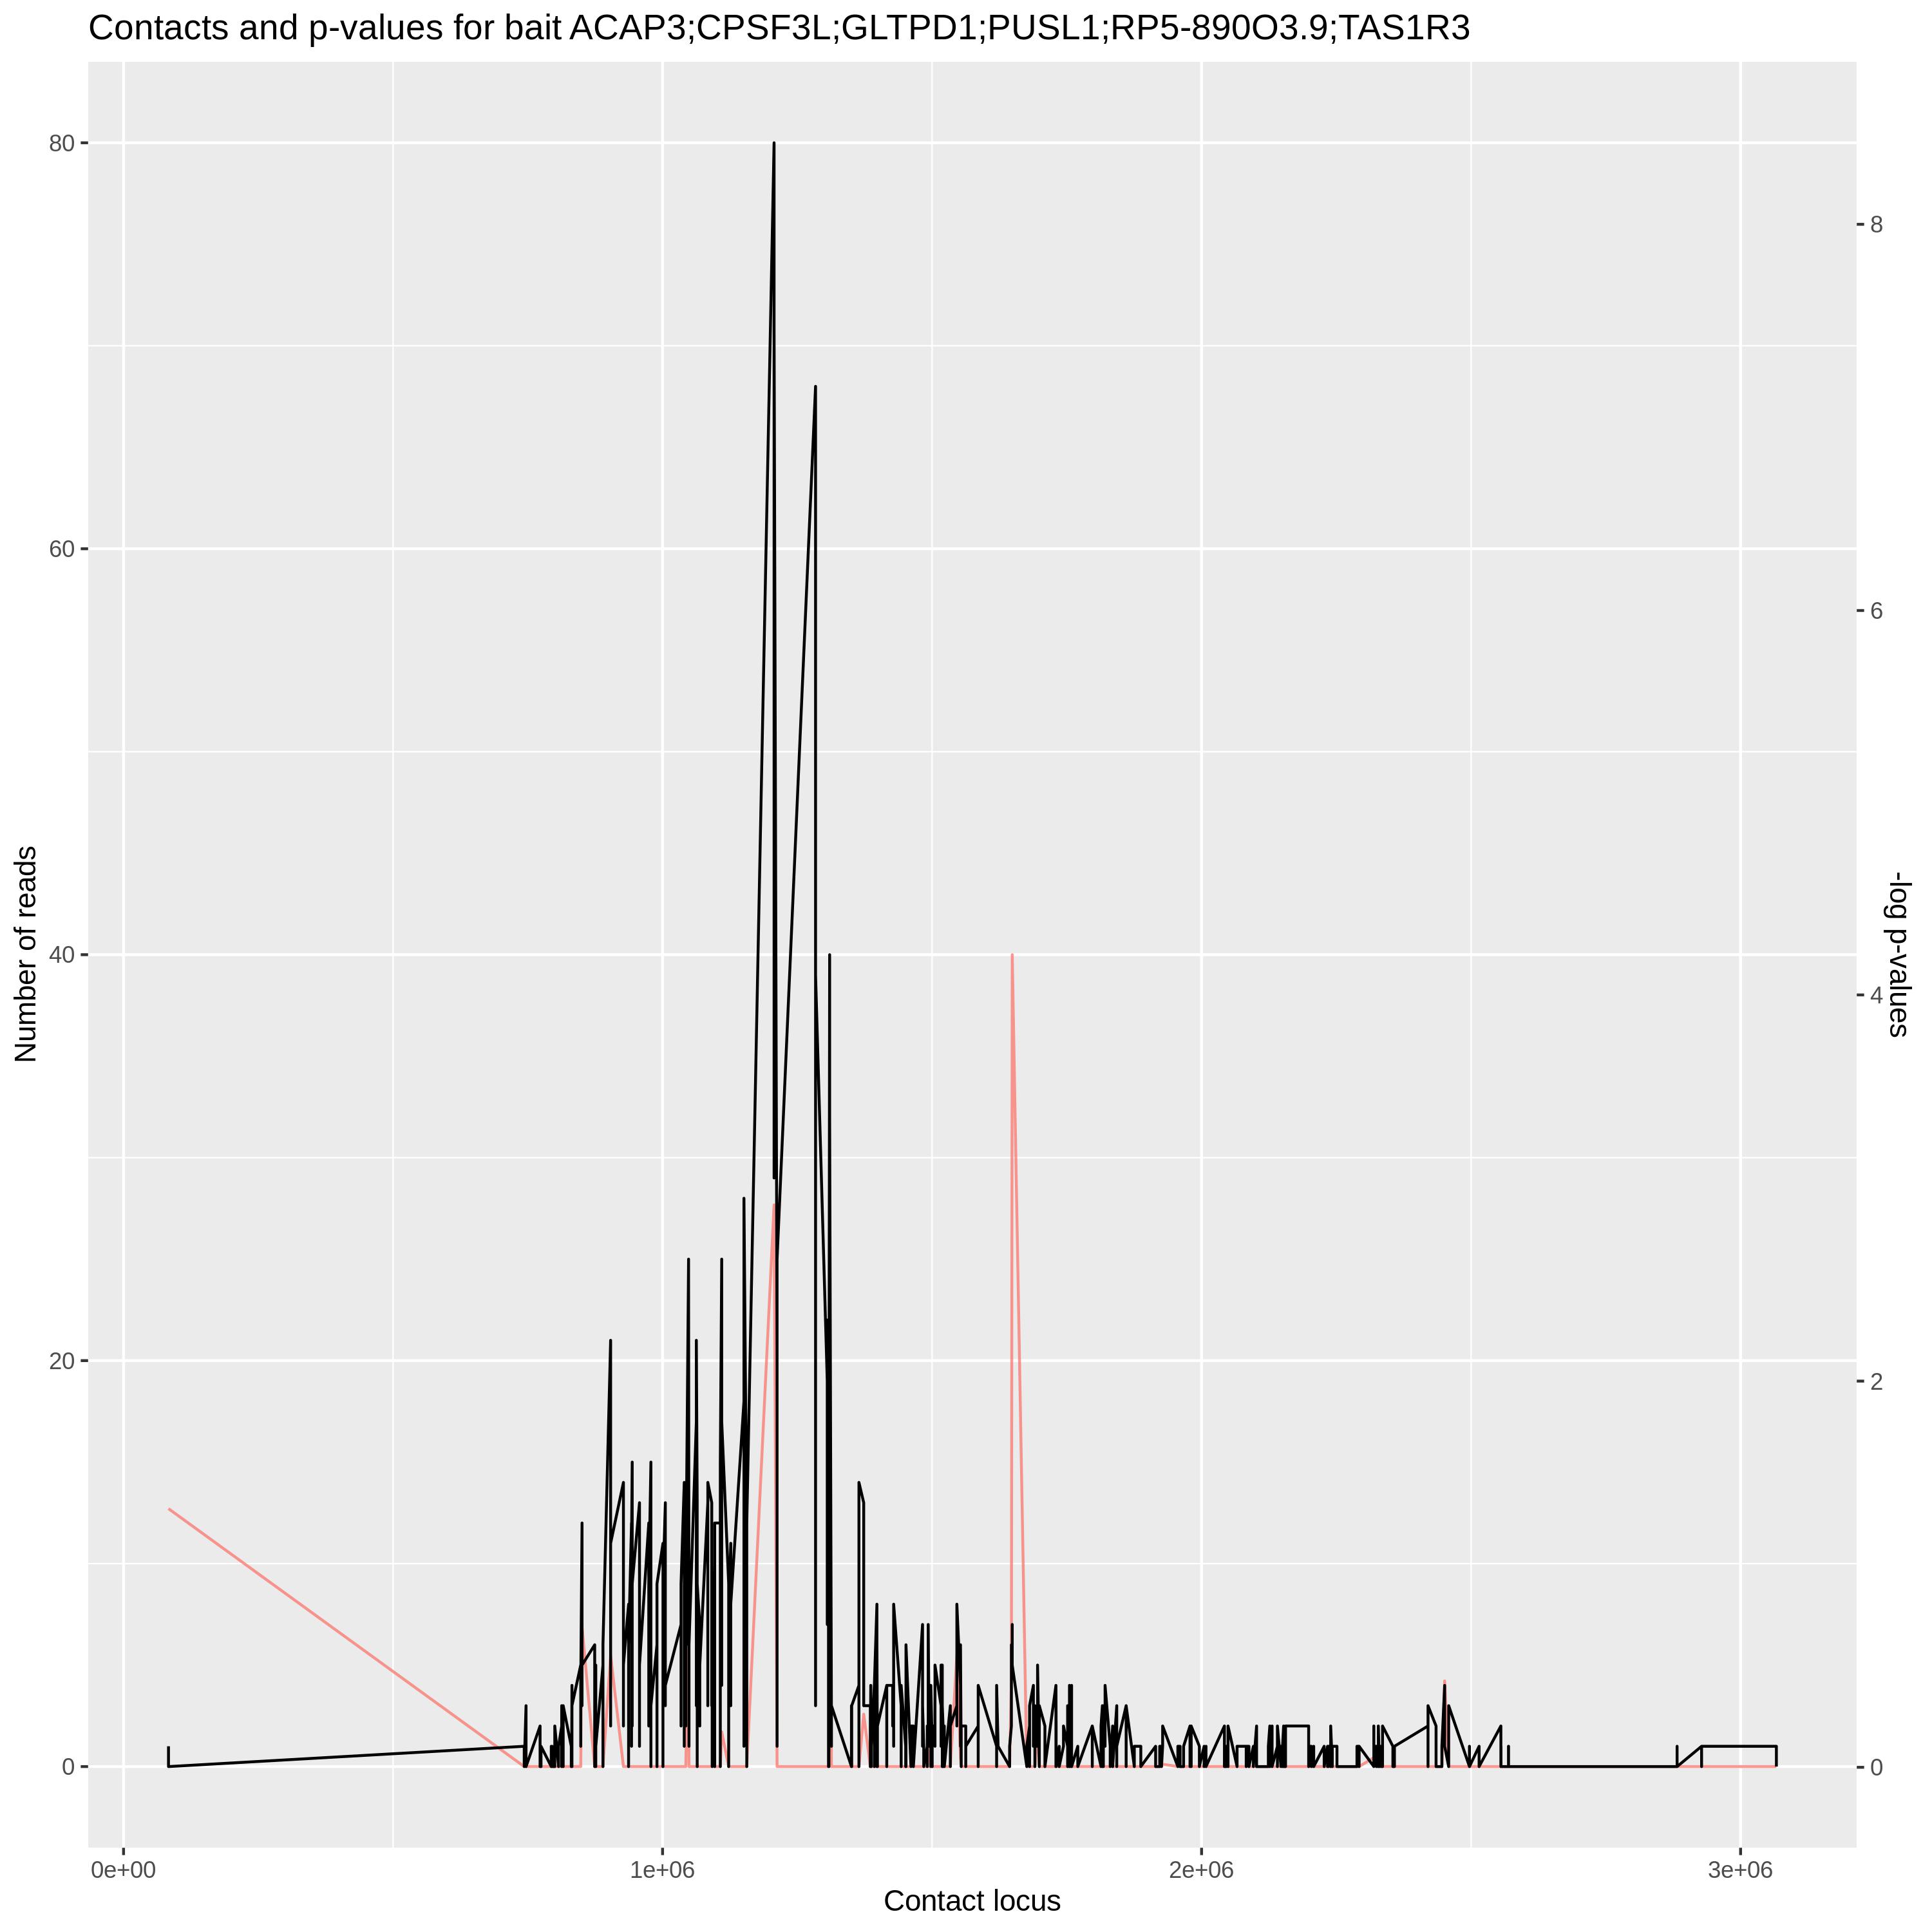 Contacts and p-values for bait ACAP3;CPSF3L;GLTPD1;PUSL1;RP5-890O3.9;TAS1R3
80
60
40
20
0
Number of reads
8
6
4
2
0
-log p-values
0e+00
1e+06
2e+06
3e+06
Contact locus